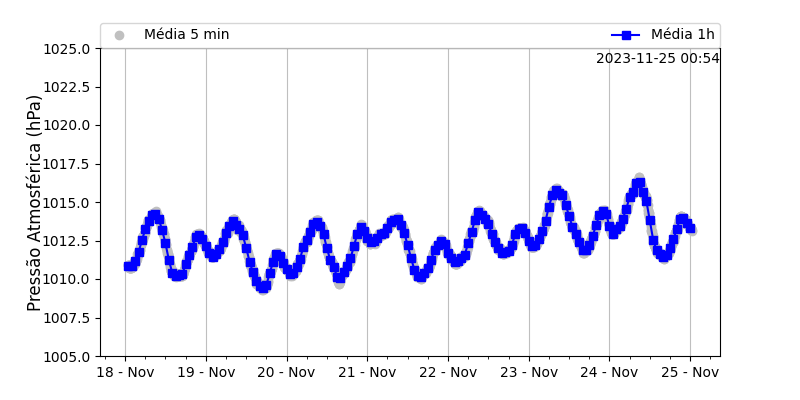 Média 5 min
Média 1h
2023-11-25 00:54
Pressão Atmosférica (hPa)
1025.0
1022.5
1020.0
1017.5
1015.0
1012.5
1010.0
1007.5
1005.0
18 - Nov
19 - Nov
20 - Nov
21 - Nov
22 - Nov
23 - Nov
24 - Nov
25 - Nov